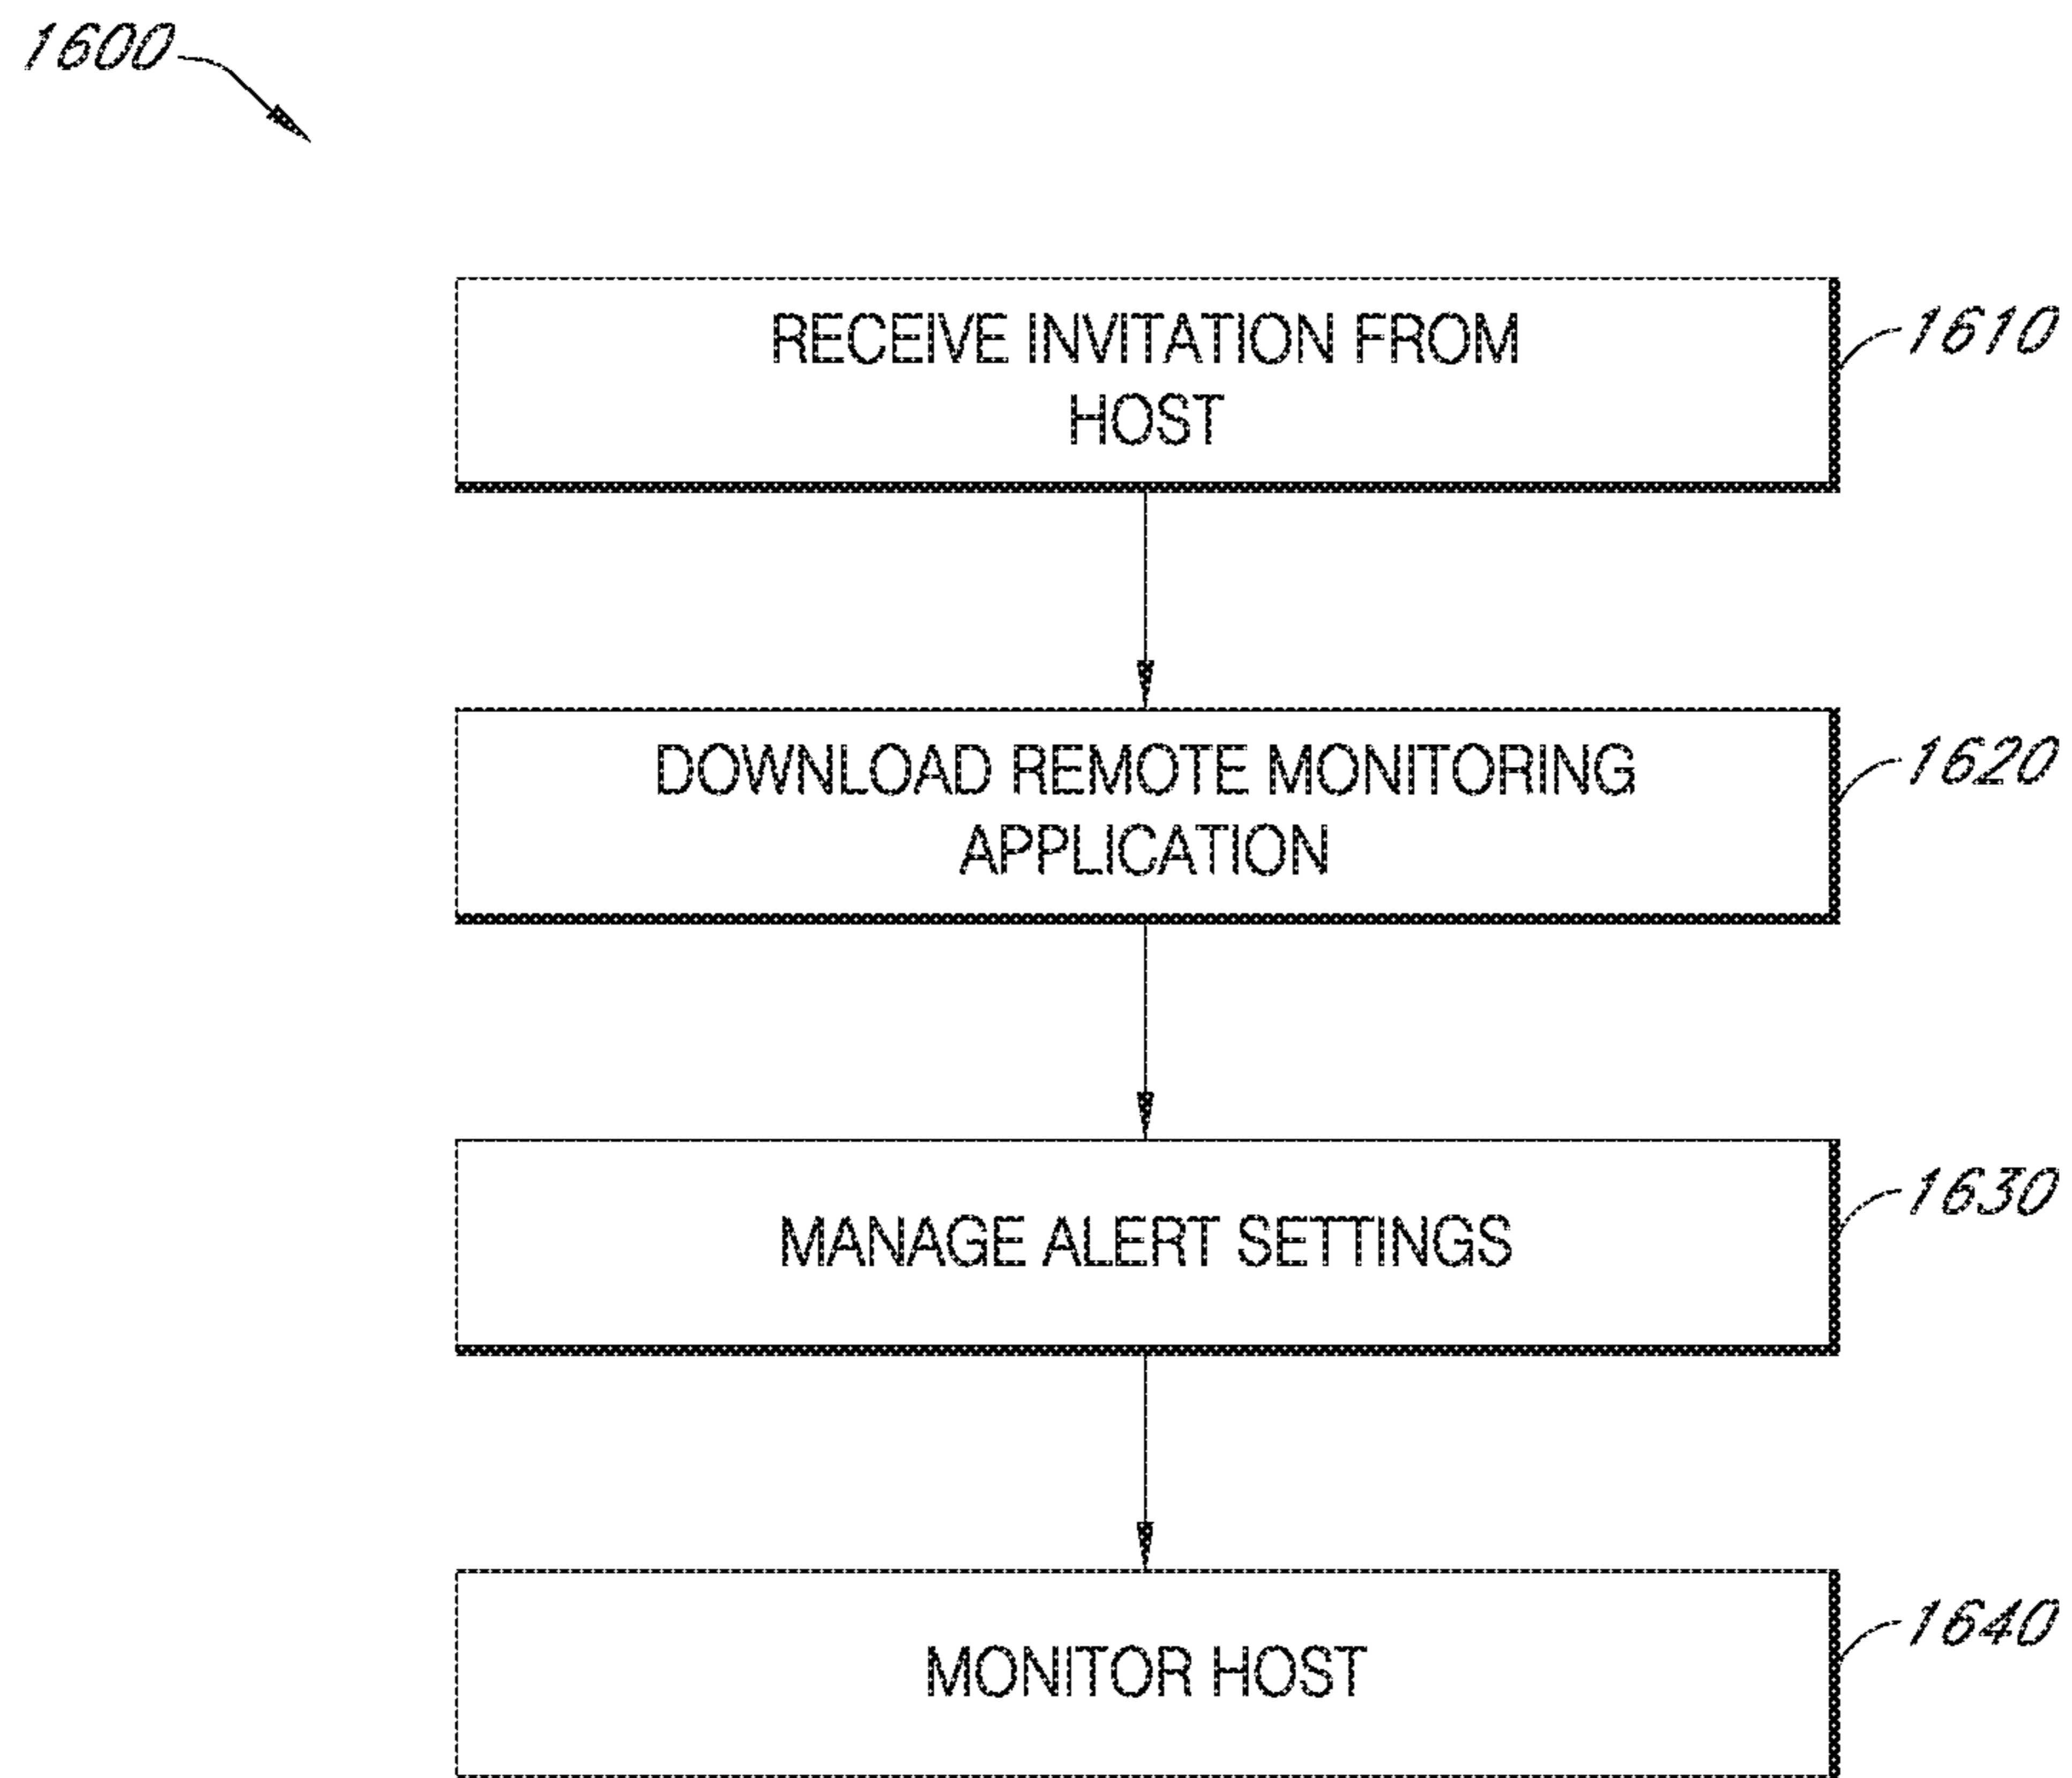 1600
RECEIVE INVITATION FROM
HOST
1610
DOWNLOAD REMOTE MONITORING
APPLICATION
1620
MANAGE ALERT SETTINGS
1630
MONITOR HOST
1640